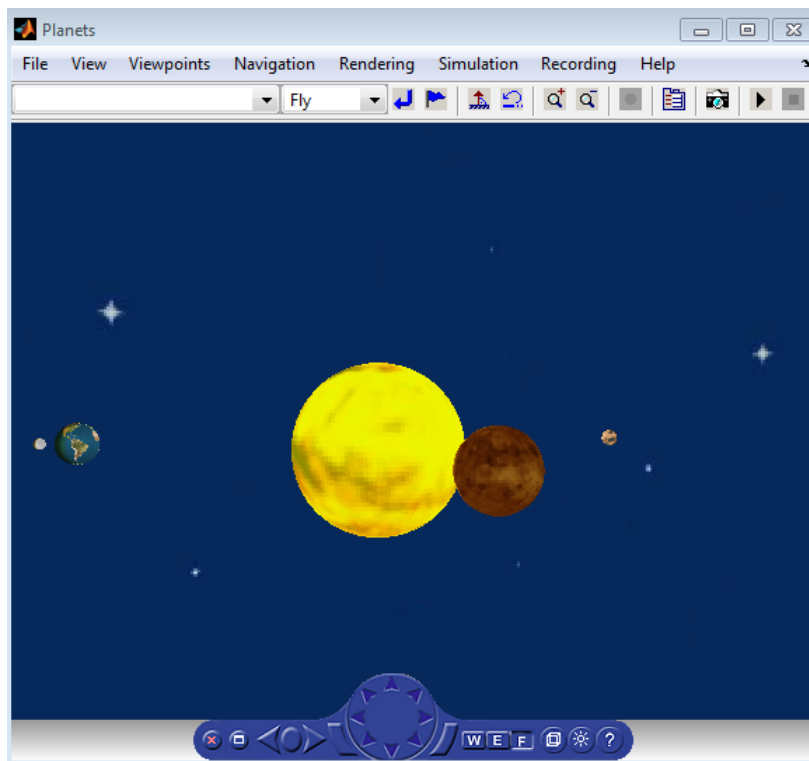 Planets
File View Viewpoints Navigation Rendering Simulation Recording Help
Fly
W E F ?